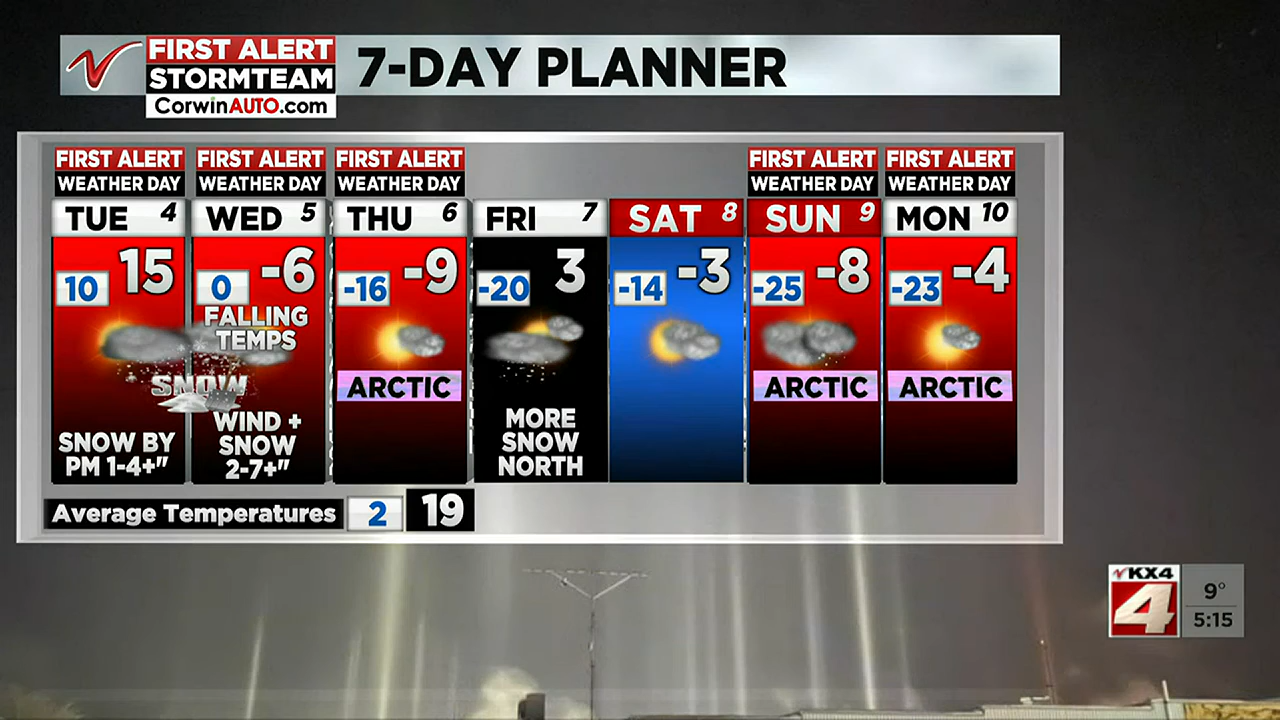 FIRST ALERT
STORMTEAM
CorwinAUTO.com
7-DAY PLANNER
FIRST ALERT
WEATHER DAY
TUE 4
10 15
SNOW
SNOW BY
PM 1-4+"
FIRST ALERT
WEATHER DAY
WED 5
0 -6
FALLING
TEMPS
WIND +
SNOW
2-7+"
FIRST ALERT
WEATHER DAY
THU 6
-16 -9
ARCTIC
FRI 7
-20 3
MORE
SNOW
NORTH
SAT 8
-14 -3
FIRST ALERT
WEATHER DAY
SUN 9
-25 -8
ARCTIC
FIRST ALERT
WEATHER DAY
MON 10
-23 -4
ARCTIC
Average Temperatures 2 19
KX4
4
9°
5:15